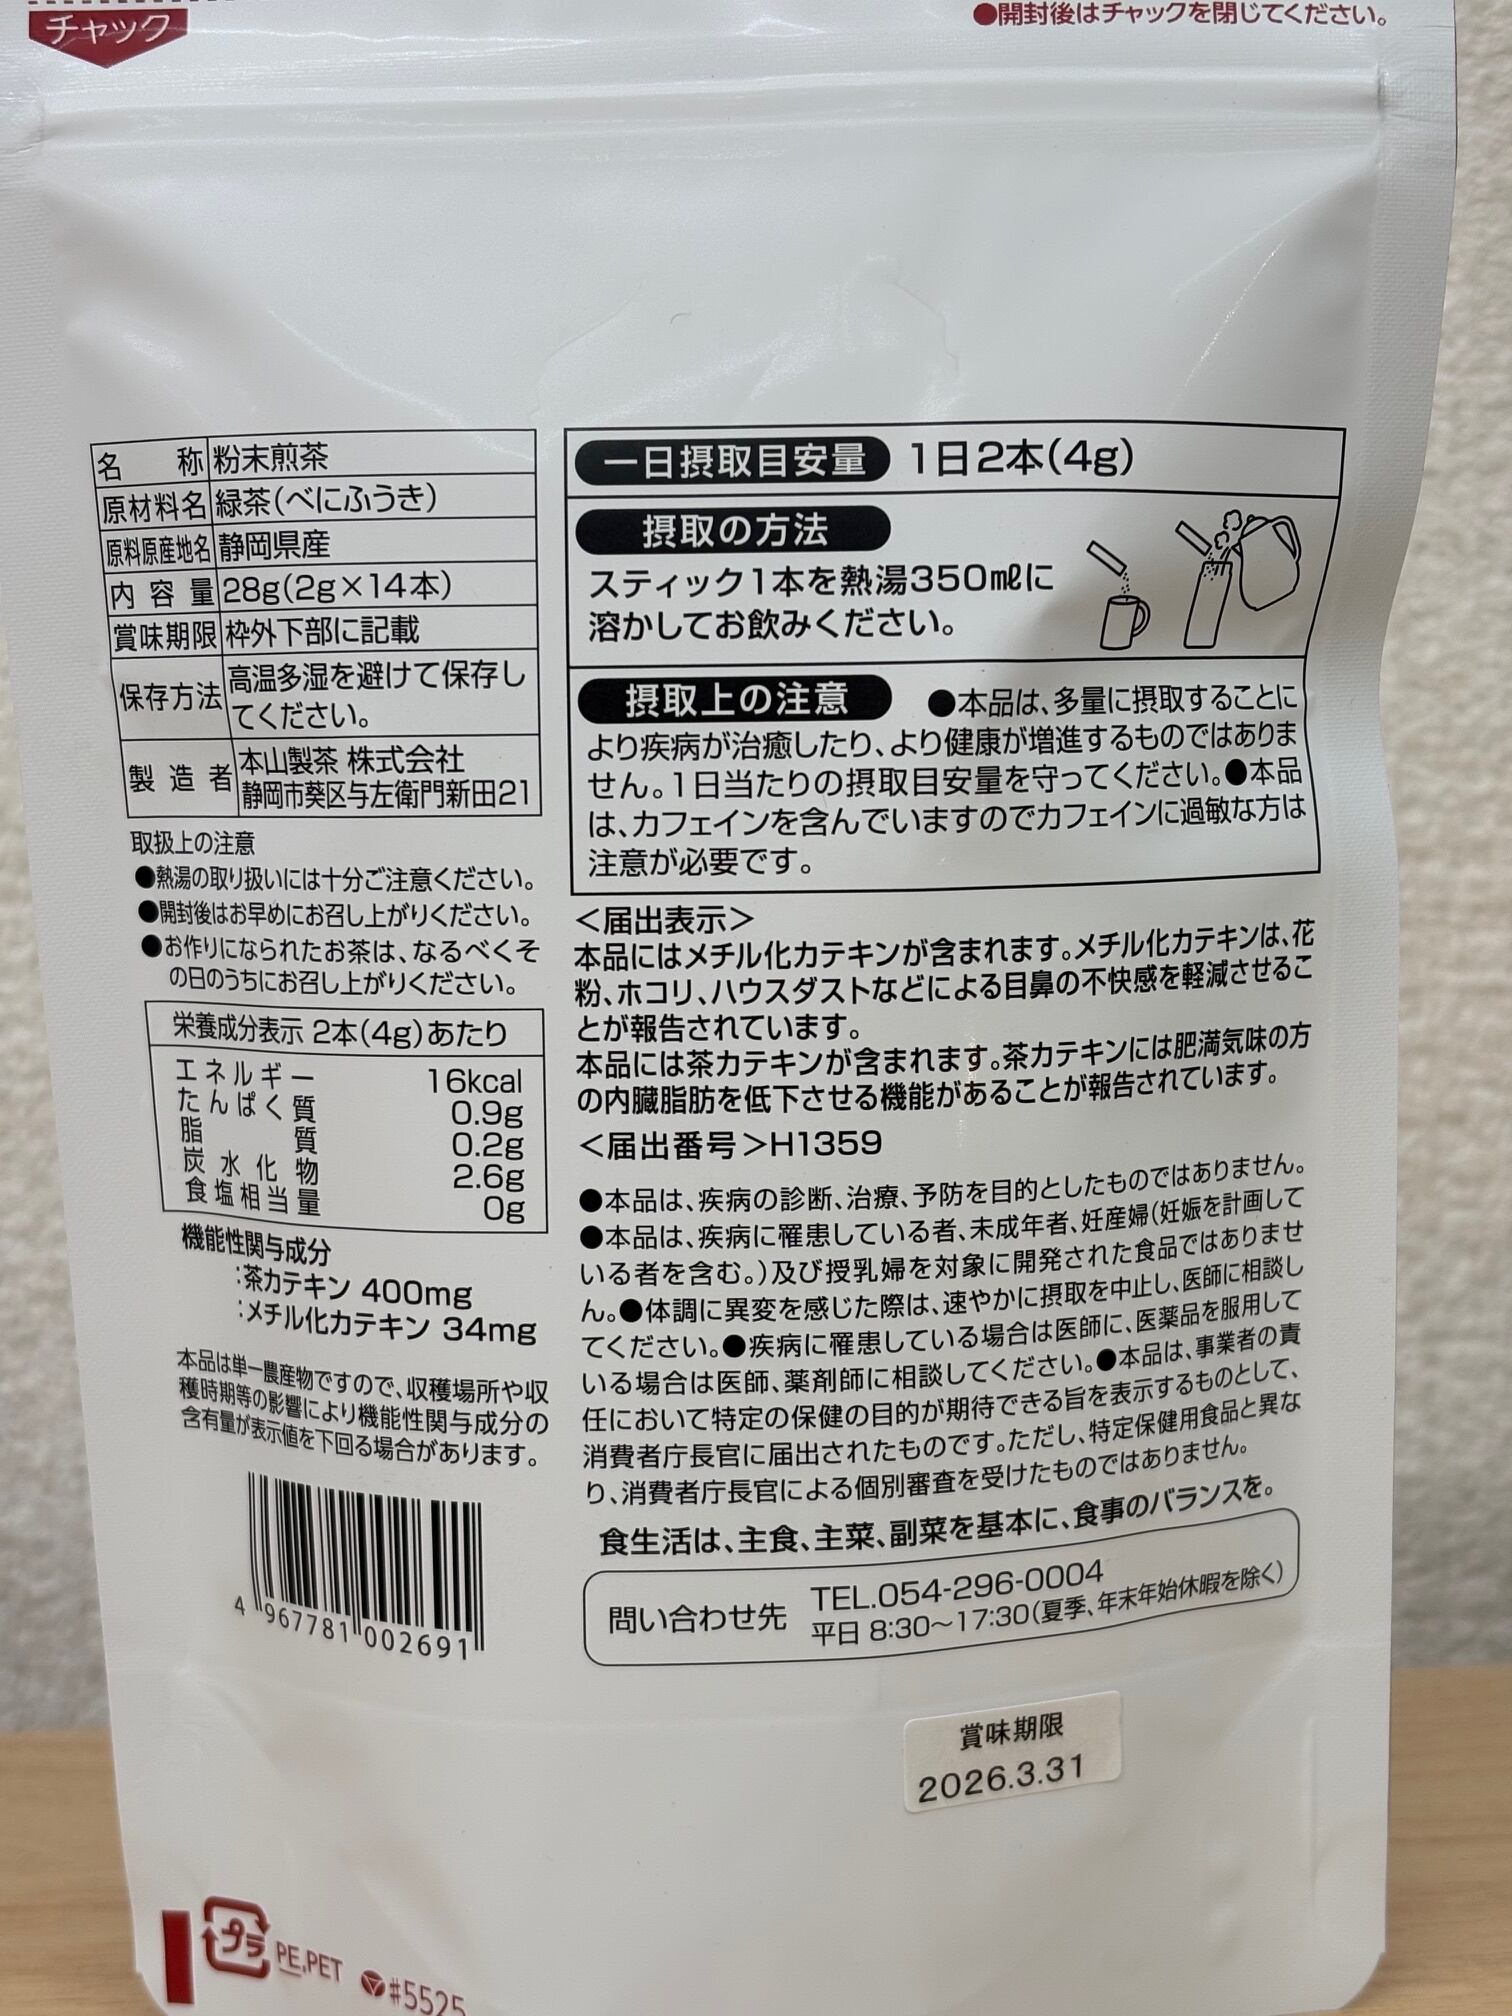 チャック
●開封後はチャックを閉じてください。
名称 粉末煎茶
原材料名 緑茶(べにふうき)
原料原産地名 静岡県産
内容量 28g(2g×14本)
賞味期限 枠外下部に記載
保存方法 高温多湿を避けて保存し
てください。
製造者 本山製茶 株式会社
静岡市葵区与左衛門新田21
取扱上の注意
●熱湯の取り扱いには十分ご注意ください。
●開封後はお早めにお召し上がりください。
●お作りになられたお茶は、なるべくそ
の日のうちにお召し上がりください。
栄養成分表示 2本(4g)あたり
エネルギー 16kcal
たんぱく質 0.9g
脂質 0.2g
炭水化物 2.6g
食塩相当量 0g
機能性関与成分
:茶カテキン 400mg
:メチル化カテキン 34mg
本品は単一農産物ですので、収穫場所や収
穫時期等の影響により機能性関与成分の
含有量が表示値を下回る場合があります。
4 967781 002691
一日摂取目安量 1日2本(4g)
摂取の方法
スティック1本を熱湯350㎖に
溶かしてお飲みください。
摂取上の注意 ●本品は、多量に摂取することに
より疾病が治癒したり、より健康が増進するものではありま
せん。1日当たりの摂取目安量を守ってください。●本品
は、カフェインを含んでいますのでカフェインに過敏な方は
注意が必要です。
<届出表示>
本品にはメチル化カテキンが含まれます。メチル化カテキンは、花
粉、ホコリ、ハウスダストなどによる目鼻の不快感を軽減させるこ
とが報告されています。
本品には茶カテキンが含まれます。茶カテキンには肥満気味の方
の内臓脂肪を低下させる機能があることが報告されています。
<届出番号>H1359
●本品は、疾病の診断、治療、予防を目的としたものではありません。
●本品は、疾病に罹患している者、未成年者、妊産婦(妊娠を計画して
いる者を含む。)及び授乳婦を対象に開発された食品ではありませ
ん。●体調に異変を感じた際は、速やかに摂取を中止し、医師に相談し
てください。●疾病に罹患している場合は医師に、医薬品を服用して
いる場合は医師、薬剤師に相談してください。●本品は、事業者の責
任において特定の保健の目的が期待できる旨を表示するものとして、
消費者庁長官に届出されたものです。ただし、特定保健用食品と異な
り、消費者庁長官による個別審査を受けたものではありません。
食生活は、主食、主菜、副菜を基本に、食事のバランスを。
問い合わせ先 TEL.054-296-0004
平日 8:30～17:30(夏季、年末年始休暇を除く)
賞味期限
2026.3.31
プラ PE,PET #5525